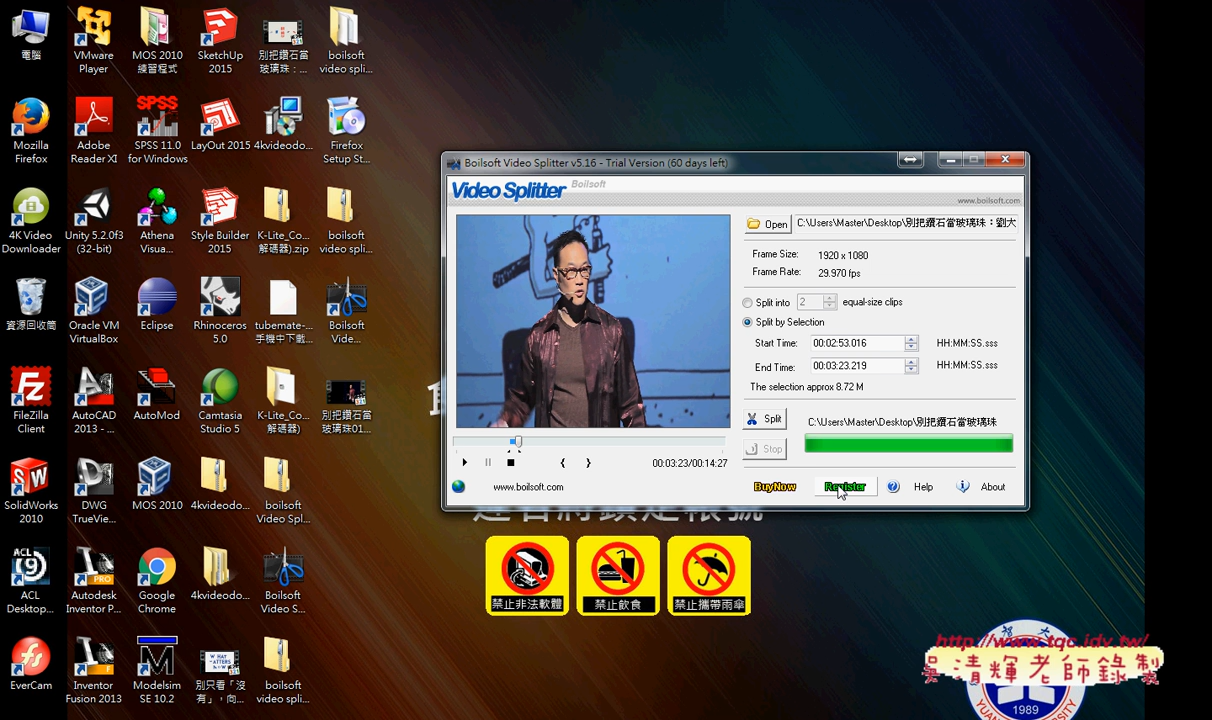 電腦
VMware
Player
MOS 2010
練習程式
SketchUp
2015
別把鑽石當
玻璃珠：...
boilsoft
video spli...
Mozilla
Firefox
Adobe
Reader XI
SPSS
SPSS 11.0
for Windows
LayOut 2015
4kvideodo...
Firefox
Setup St...
4K Video
Downloader
Unity 5.2.0f3
(32-bit)
Athena
Visua...
Style Builder
2015
K-Lite_Co...
解碼器).zip
boilsoft
video spli...
資源回收筒
Oracle VM
VirtualBox
Eclipse
Rhinoceros
5.0
tubemate-...
手機中下載...
Boilsoft
Vide...
FileZilla
Client
AutoCAD
2013 - ...
AutoMod
Camtasia
Studio 5
K-Lite_Co...
解碼器)
別把鑽石當
玻璃珠01...
SolidWorks
2010
DWG
TrueVie...
MOS 2010
4kvideodo...
boilsoft
Video Spl...
ACL
ACL
Desktop...
PRO
Autodesk
Inventor P...
Google
Chrome
4kvideodo...
Boilsoft
Video S...
EverCam
Inventor
Fusion 2013
Modelsim
SE 10.2
別只看「沒
有」，向...
boilsoft
video spli...
Boilsoft Video Splitter v5.16 - Trial Version (60 days left)
Video Splitter Boilsoft
www.boilsoft.com
Open C:\Users\Master\Desktop\別把鑽石當玻璃珠：劉大
Frame Size: 1920 x 1080
Frame Rate: 29.970 fps
Split into 2 equal-size clips
Split by Selection
Start Time: 00:02:53.016 HH:MM:SS.sss
End Time: 00:03:23.219 HH:MM:SS.sss
The selection approx 8.72 M
Split C:\Users\Master\Desktop\別把鑽石當玻璃珠
Stop
00:03:23/00:14:27
www.boilsoft.com
BuyNow Register Help About
違者將鎖定帳號
禁止非法軟體
禁止飲食
禁止攜帶雨傘
http://www.tqc.idv.tw/
吳清輝老師錄製
1989